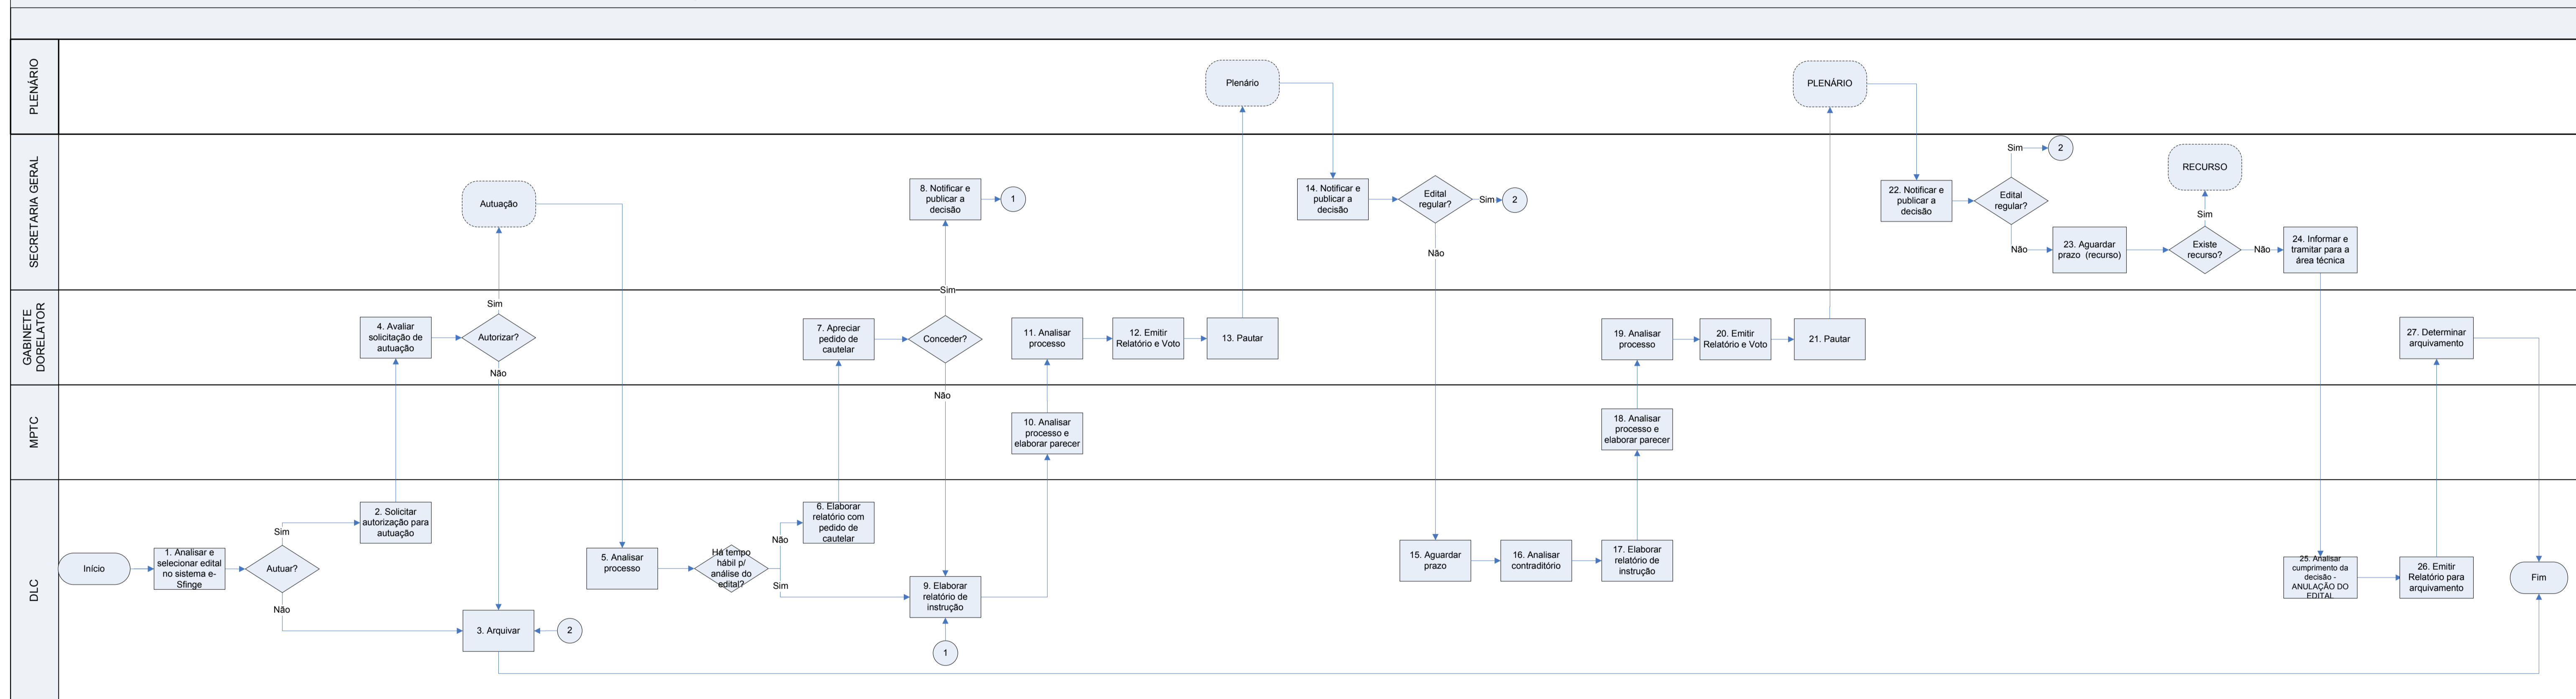 PLENÁRIO
Plenário
PLENÁRIO
SECRETARIA GERAL
Autuação
8. Notificar e
publicar a
decisão
1
14. Notificar e
publicar a
decisão
Edital
regular?
Sim
2
Não
22. Notificar e
publicar a
decisão
Edital
regular?
Sim
2
Não
23. Aguardar
prazo (recurso)
Existe
recurso?
Sim
RECURSO
Não
24. Informar e
tramitar para a
área técnica
GABINETE
DORELATOR
4. Avaliar
solicitação de
autuação
Autorizar?
Sim
Não
7. Apreciar
pedido de
cautelar
Conceder?
Sim
Não
11. Analisar
processo
12. Emitir
Relatório e Voto
13. Pautar
19. Analisar
processo
20. Emitir
Relatório e Voto
21. Pautar
27. Determinar
arquivamento
MPTC
10. Analisar
processo e
elaborar parecer
18. Analisar
processo e
elaborar parecer
DLC
Início
1. Analisar e
selecionar edital
no sistema e-
Sfinge
Autuar?
Sim
Não
2. Solicitar
autorização para
autuação
3. Arquivar
2
5. Analisar
processo
Há tempo
hábil p/
análise do
edital?
Não
Sim
6. Elaborar
relatório com
pedido de
cautelar
9. Elaborar
relatório de
instrução
1
15. Aguardar
prazo
16. Analisar
contraditório
17. Elaborar
relatório de
instrução
25. Analisar
cumprimento da
decisão -
ANULAÇÃO DO
EDITAL
26. Emitir
Relatório para
arquivamento
Fim